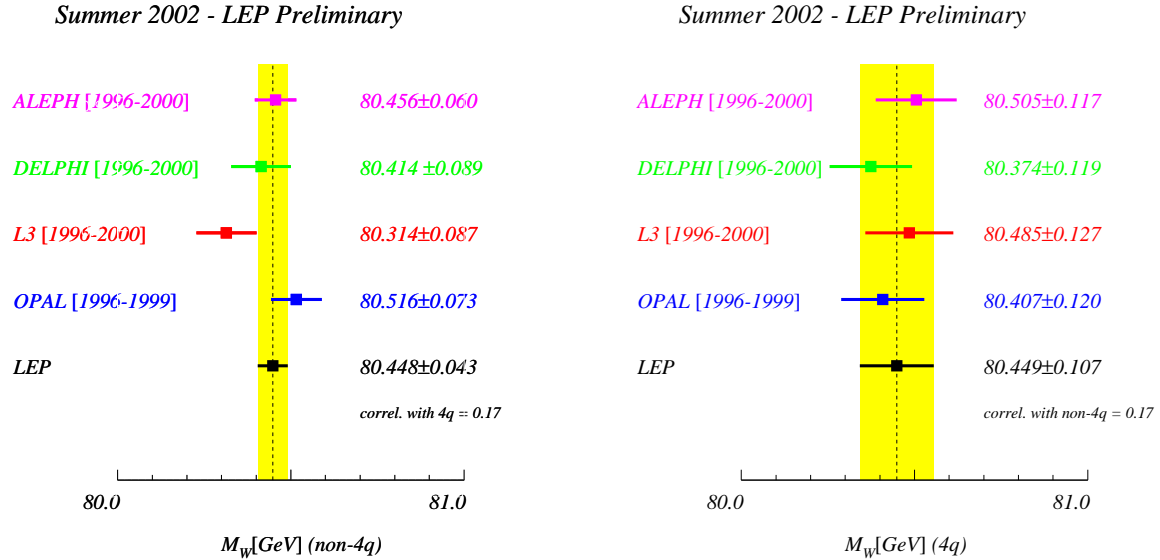 Summer 2002 - LEP Preliminary
ALEPH [1996-2000] 80.456±0.060
DELPHI [1996-2000] 80.414 ±0.089
L3 [1996-2000] 80.314±0.087
OPAL [1996-1999] 80.516±0.073
LEP 80.448±0.043
correl. with 4q = 0.17
80.0 81.0
M_W[GeV] (non-4q)
Summer 2002 - LEP Preliminary
ALEPH [1996-2000] 80.505±0.117
DELPHI [1996-2000] 80.374±0.119
L3 [1996-2000] 80.485±0.127
OPAL [1996-1999] 80.407±0.120
LEP 80.449±0.107
correl. with non-4q = 0.17
80.0 81.0
M_W[GeV] (4q)